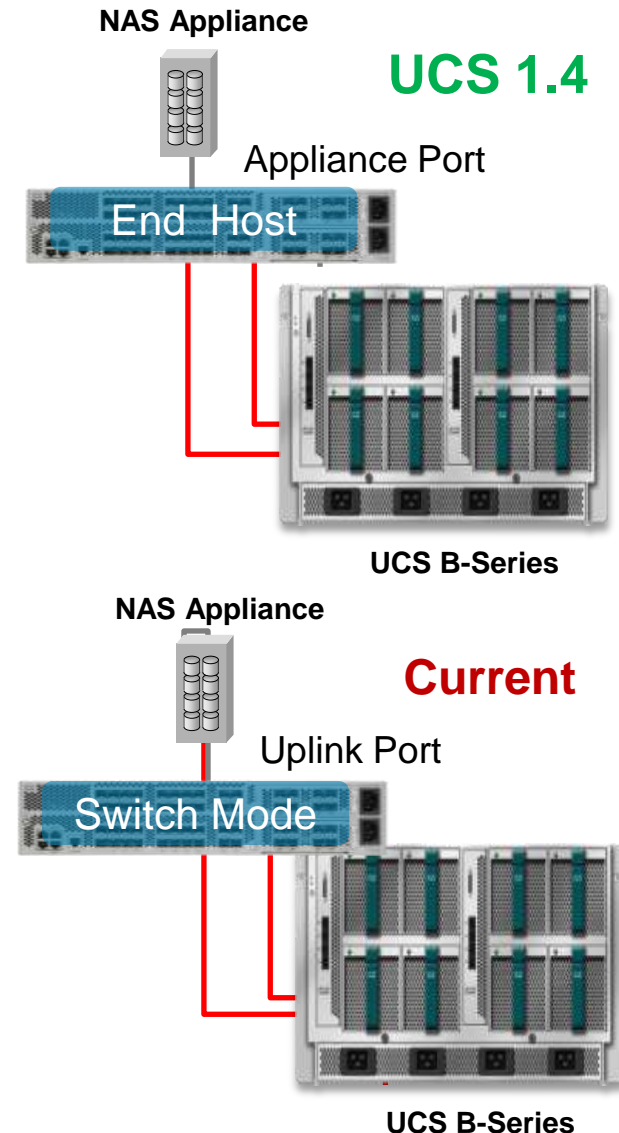 NAS Appliance
UCS 1.4
Appliance Port
End Host
UCS B-Series
NAS Appliance
Current
Uplink Port
Switch Mode
UCS B-Series